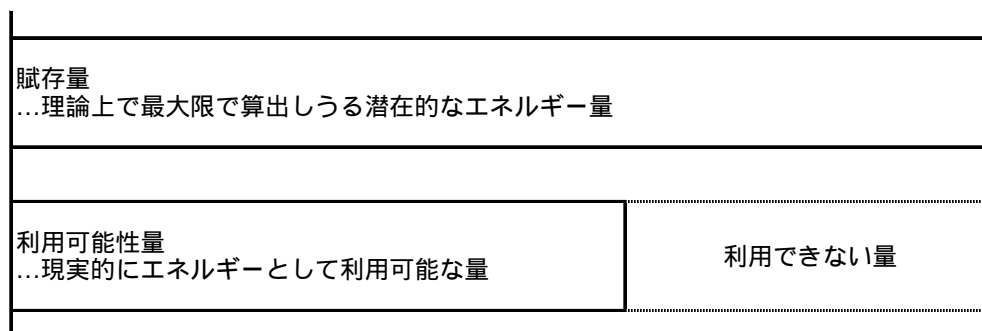 賦存量
…理論上で最大限で算出しうる潜在的なエネルギー量
利用可能性量
…現実的にエネルギーとして利用可能な量
利用できない量